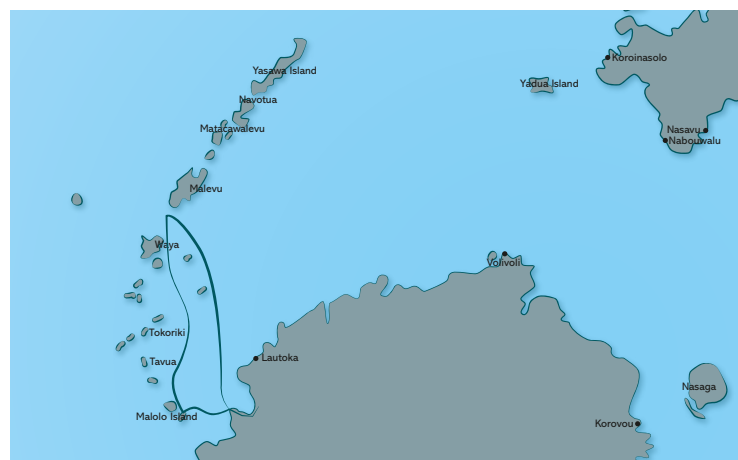 Koroinasolo
Yasawa Island
Yadua Island
Navotua
Matacawalevu
Nasavu
Nabouwalu
Malevu
Waya
Volivoli
Tokoriki
Lautoka
Tavua
Nasaga
Malolo Island
Korovou